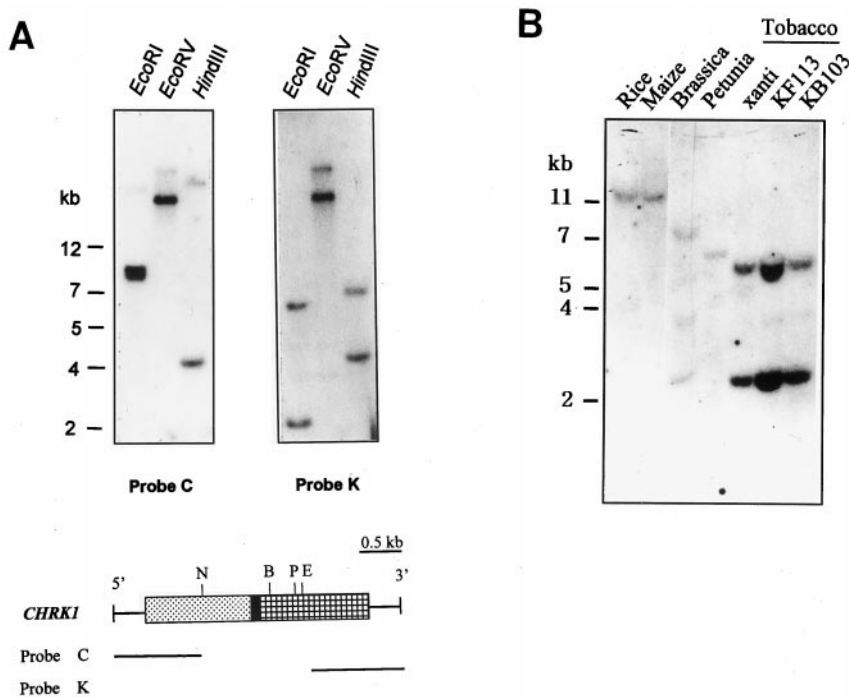 A
EcoRI
EcoRV
HindIII
kb
12
7
5
4
2
Probe C
EcoRI
EcoRV
HindIII
Probe K
0.5 kb
5'
N
B
P
E
3'
CHRK1
Probe C
Probe K
B
Tobacco
Rice
Maize
Brassica
Petunia
xanti
KF113
KB103
kb
11
7
5
4
2